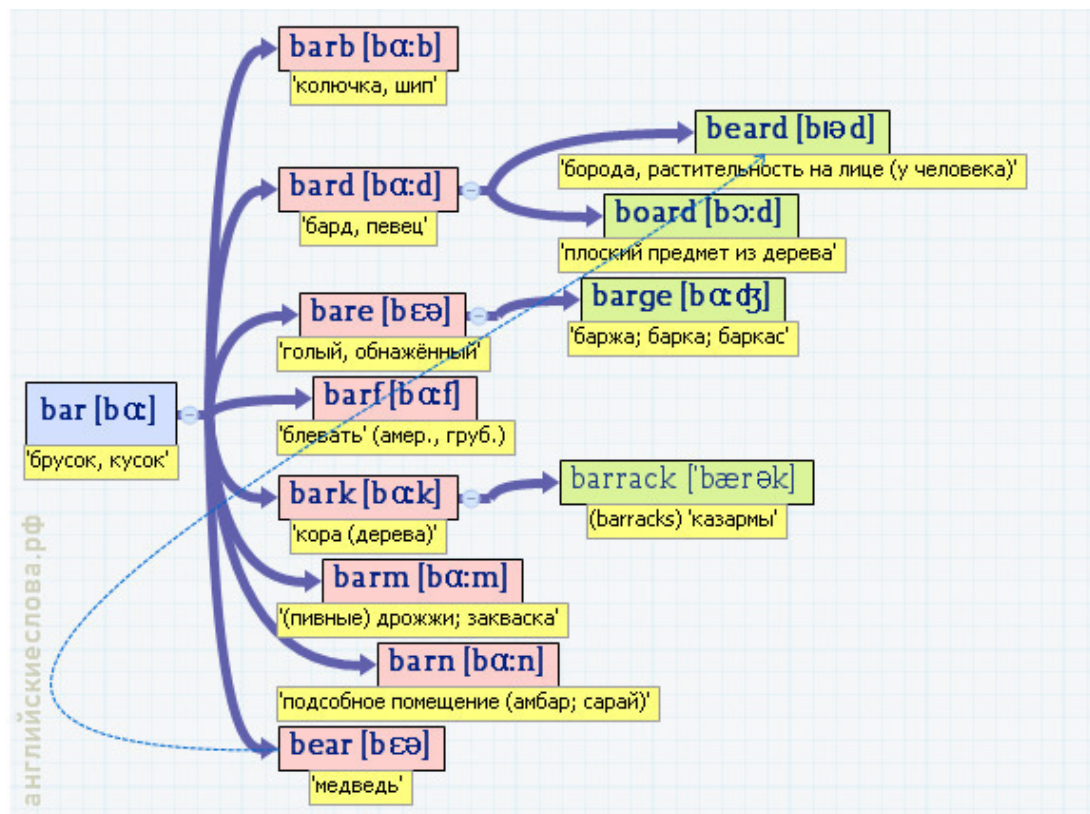 barb [bɑ:b]
'колючка, шип'
beard [bɪəd]
'борода, растительность на лице (у человека)'
bard [bɑ:d]
'бард, певец'
board [bɔ:d]
'плоский предмет из дерева'
bare [bɛə]
'голый, обнажённый'
barge [bɑ:ʤ]
'баржа; барка; баркас'
bar [bɑ:]
'брусок, кусок'
barf [bɑ:f]
'блевать' (амер., груб.)
bark [bɑ:k]
'кора (дерева)'
barrack ['bærək]
(barracks) 'казармы'
barm [bɑ:m]
'(пивные) дрожжи; закваска'
barn [bɑ:n]
'подсобное помещение (амбар; сарай)'
bear [bɛə]
'медведь'
английскиеслова.рф